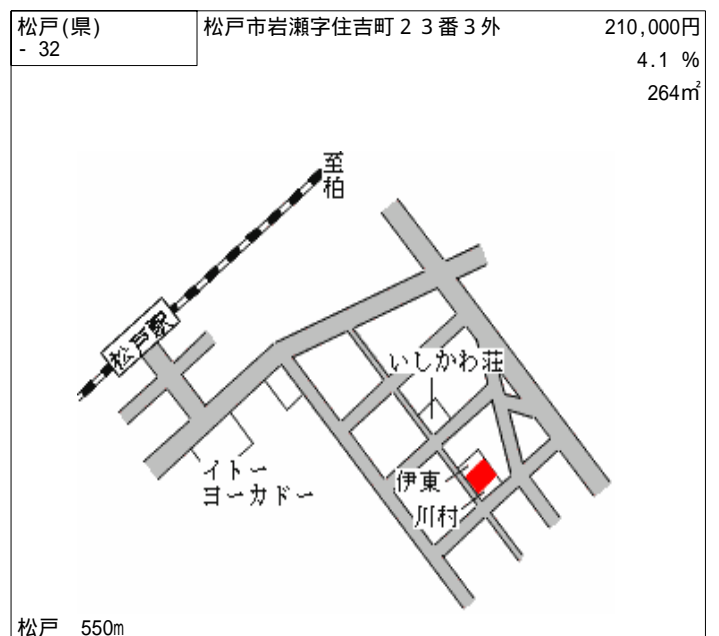 松戸(県)
- 32
松戸市岩瀬字住吉町２３番３外
210,000円
4.1 %
264㎡
至柏
松戸駅
いしかわ荘
イトー
ヨーカドー
伊東
川村
松戸 550m